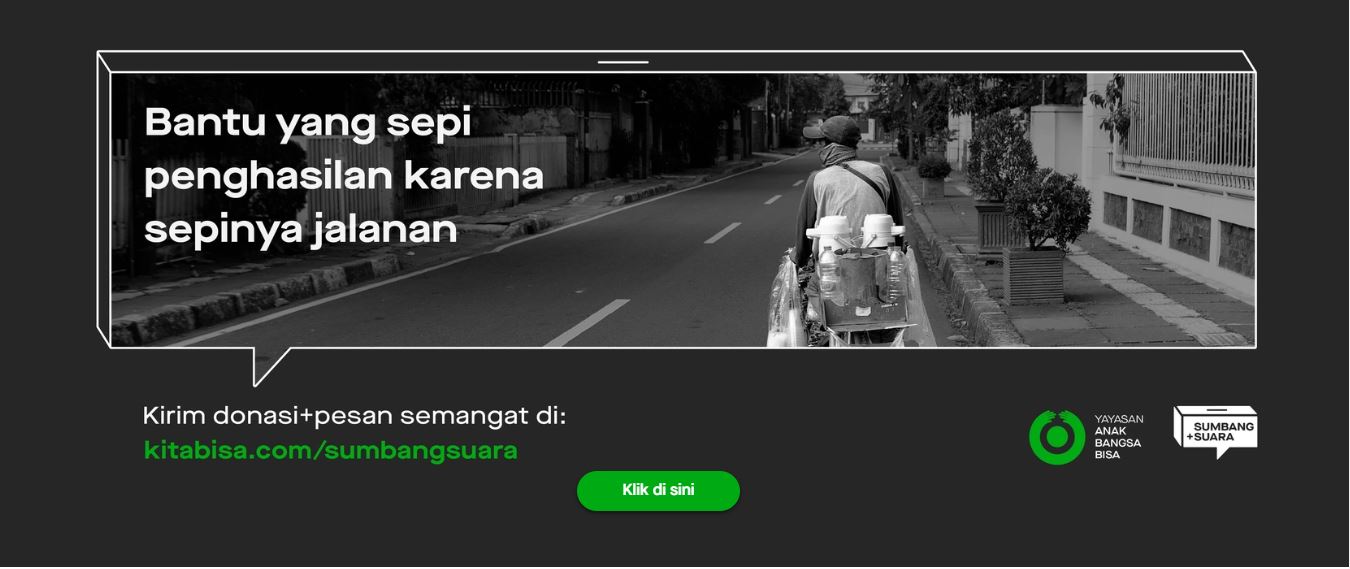 Bantu yang sepi
penghasilan karena
sepinya jalanan
Kirim donasi+pesan semangat di:
kitabisa.com/sumbangsuara
Klik di sini
YAYASAN
ANAK
BANGSA
BISA
SUMBANG
+SUARA